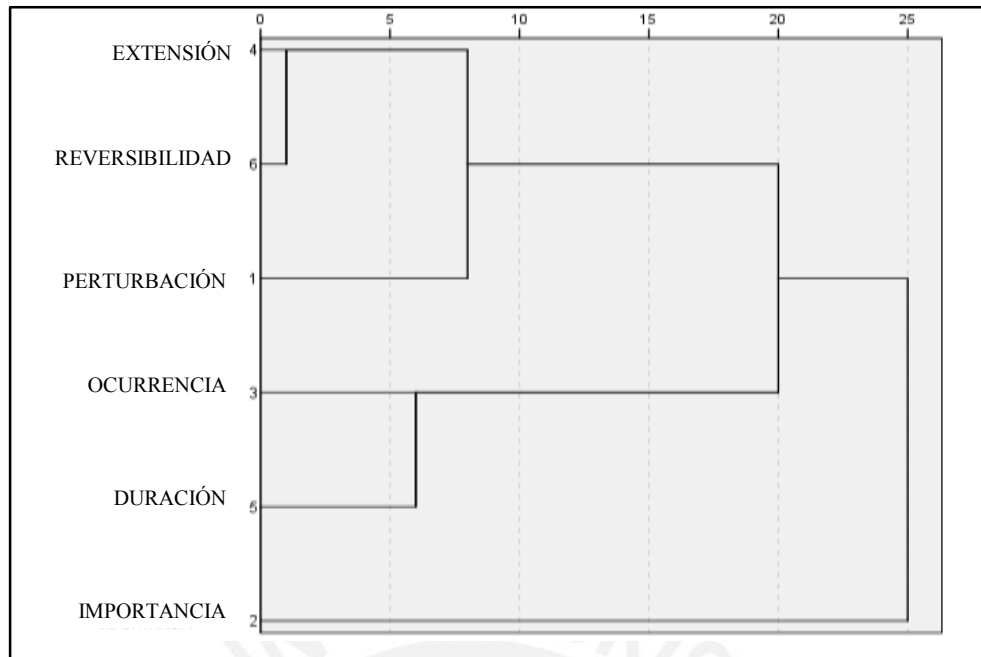 0 5 10 15 20 25
EXTENSIÓN 4
REVERSIBILIDAD 6
PERTURBACIÓN 1
OCURRENCIA 3
DURACIÓN 5
IMPORTANCIA 2